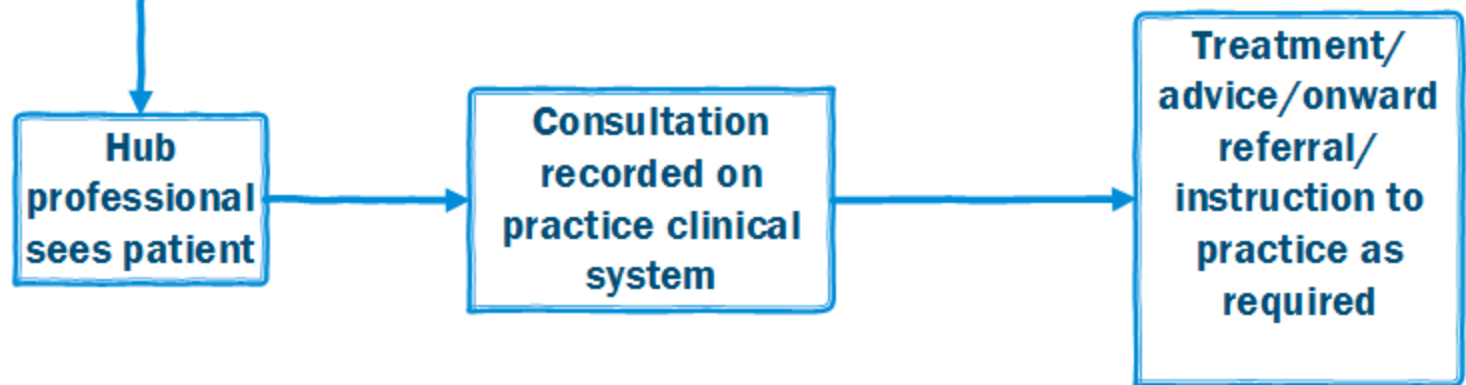 Hub
professional
sees patient
Consultation
recorded on
practice clinical
system
Treatment/
advice/onward
referral/
instruction to
practice as
required